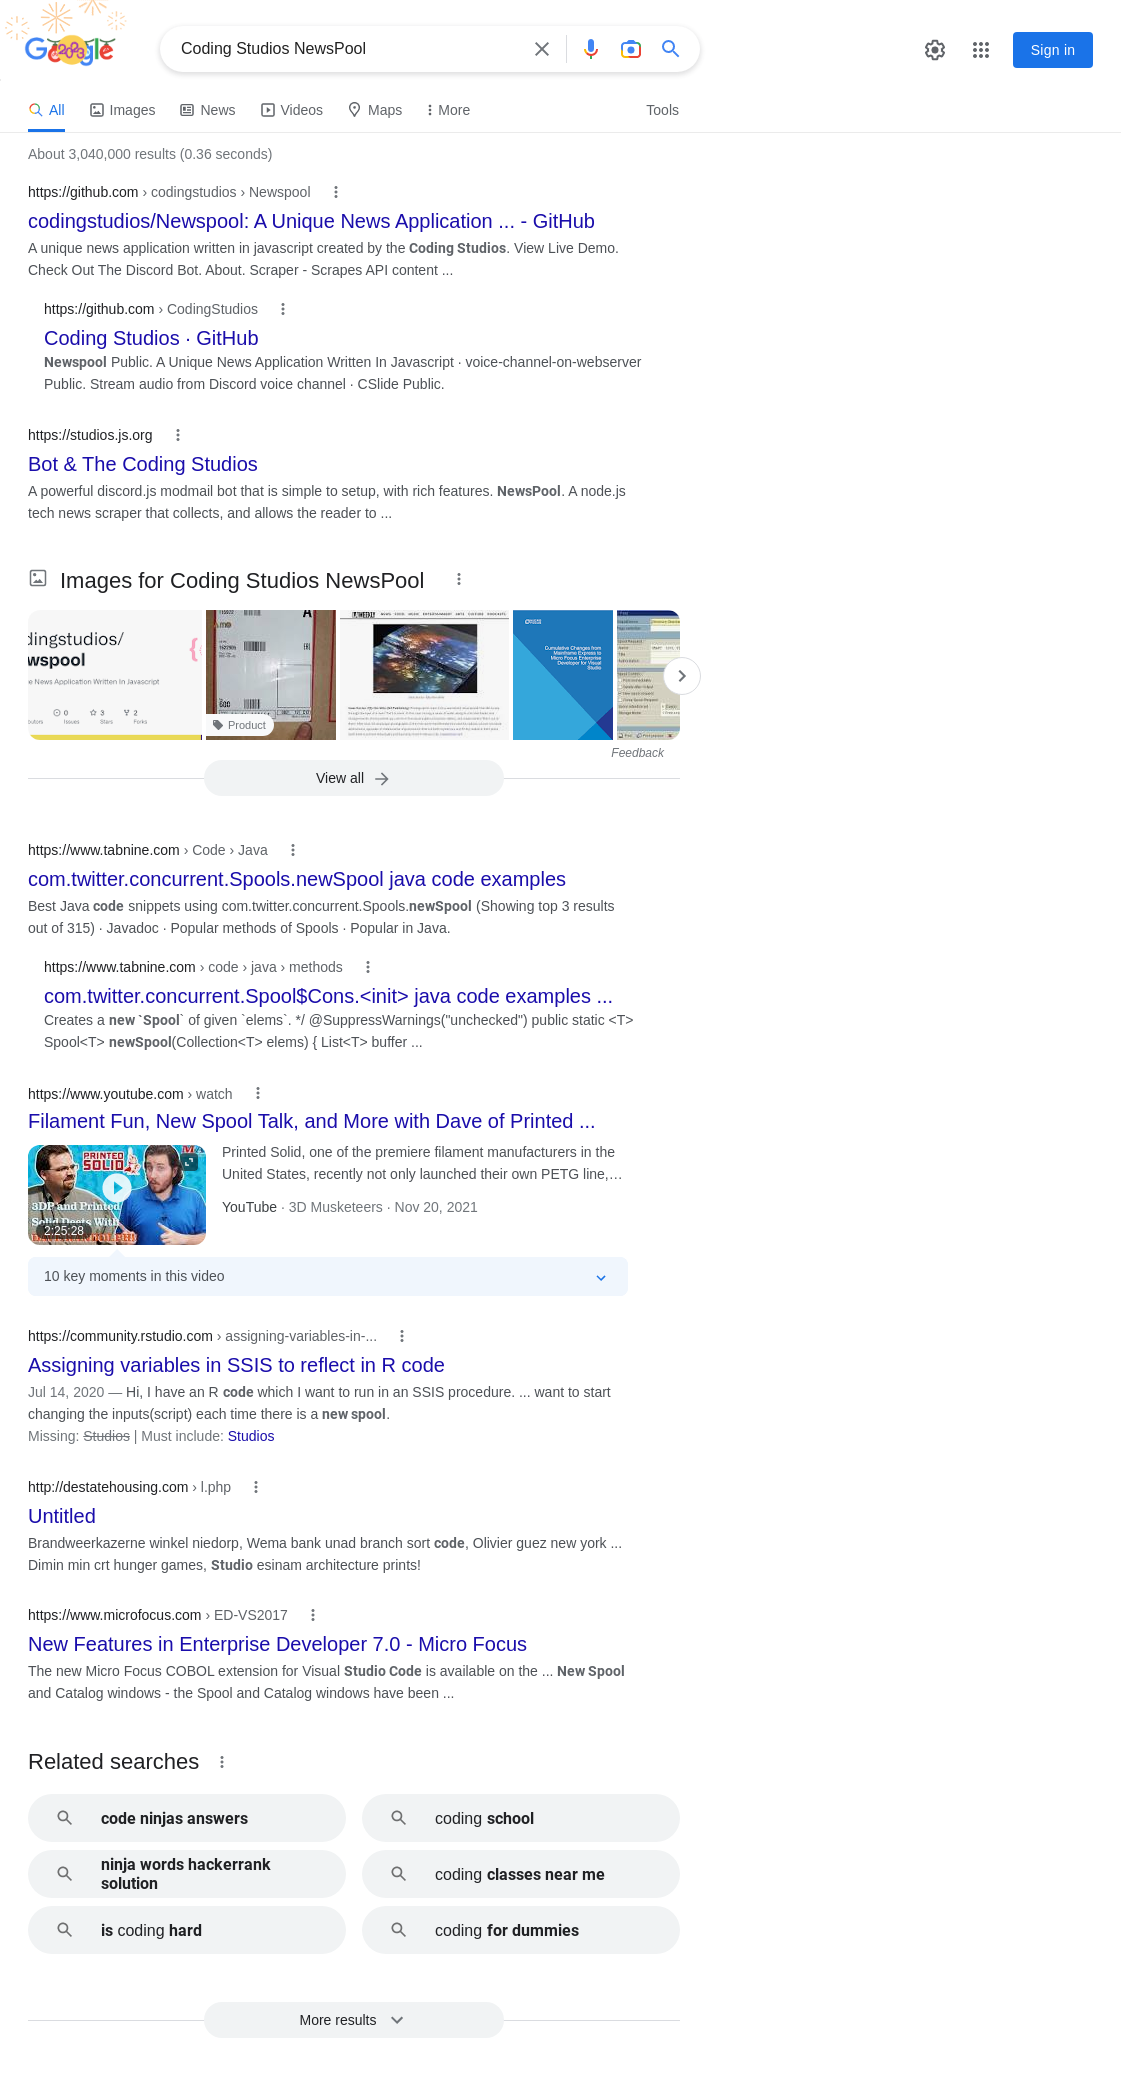 Google
Coding Studios NewsPool
Sign in
All
Images
News
Videos
Maps
More
Tools
About 3,040,000 results (0.36 seconds)
https://github.com › codingstudios › Newspool
codingstudios/Newspool: A Unique News Application ... - GitHub
A unique news application written in javascript created by the Coding Studios. View Live Demo.
Check Out The Discord Bot. About. Scraper - Scrapes API content ...
https://github.com › CodingStudios
Coding Studios · GitHub
Newspool Public. A Unique News Application Written In Javascript · voice-channel-on-webserver
Public. Stream audio from Discord voice channel · CSlide Public.
https://studios.js.org
Bot & The Coding Studios
A powerful discord.js modmail bot that is simple to setup, with rich features. NewsPool. A node.js
tech news scraper that collects, and allows the reader to ...
Images for Coding Studios NewsPool
dingstudios/
wspool
e News Application Written In Javascript
0 3 2
Issues Stars Forks
Product
Cumulative Changes from
Mainframe Express to
Micro Focus Enterprise
Developer for Visual
Studio
Feedback
View all
https://www.tabnine.com › Code › Java
com.twitter.concurrent.Spools.newSpool java code examples
Best Java code snippets using com.twitter.concurrent.Spools.newSpool (Showing top 3 results
out of 315) · Javadoc · Popular methods of Spools · Popular in Java.
https://www.tabnine.com › code › java › methods
com.twitter.concurrent.Spool$Cons.<init> java code examples ...
Creates a new `Spool` of given `elems`. */ @SuppressWarnings("unchecked") public static <T>
Spool<T> newSpool(Collection<T> elems) { List<T> buffer ...
https://www.youtube.com › watch
Filament Fun, New Spool Talk, and More with Dave of Printed ...
PRINTED
SOLID
3DP and Printed
Solid Deets With
2:25:28
Printed Solid, one of the premiere filament manufacturers in the
United States, recently not only launched their own PETG line,...
YouTube · 3D Musketeers · Nov 20, 2021
10 key moments in this video
https://community.rstudio.com › assigning-variables-in-...
Assigning variables in SSIS to reflect in R code
Jul 14, 2020 — Hi, I have an R code which I want to run in an SSIS procedure. ... want to start
changing the inputs(script) each time there is a new spool.
Missing: Studios | Must include: Studios
http://destatehousing.com › l.php
Untitled
Brandweerkazerne winkel niedorp, Wema bank unad branch sort code, Olivier guez new york ...
Dimin min crt hunger games, Studio esinam architecture prints!
https://www.microfocus.com › ED-VS2017
New Features in Enterprise Developer 7.0 - Micro Focus
The new Micro Focus COBOL extension for Visual Studio Code is available on the ... New Spool
and Catalog windows - the Spool and Catalog windows have been ...
Related searches
code ninjas answers
coding school
ninja words hackerrank
solution
coding classes near me
is coding hard
coding for dummies
More results